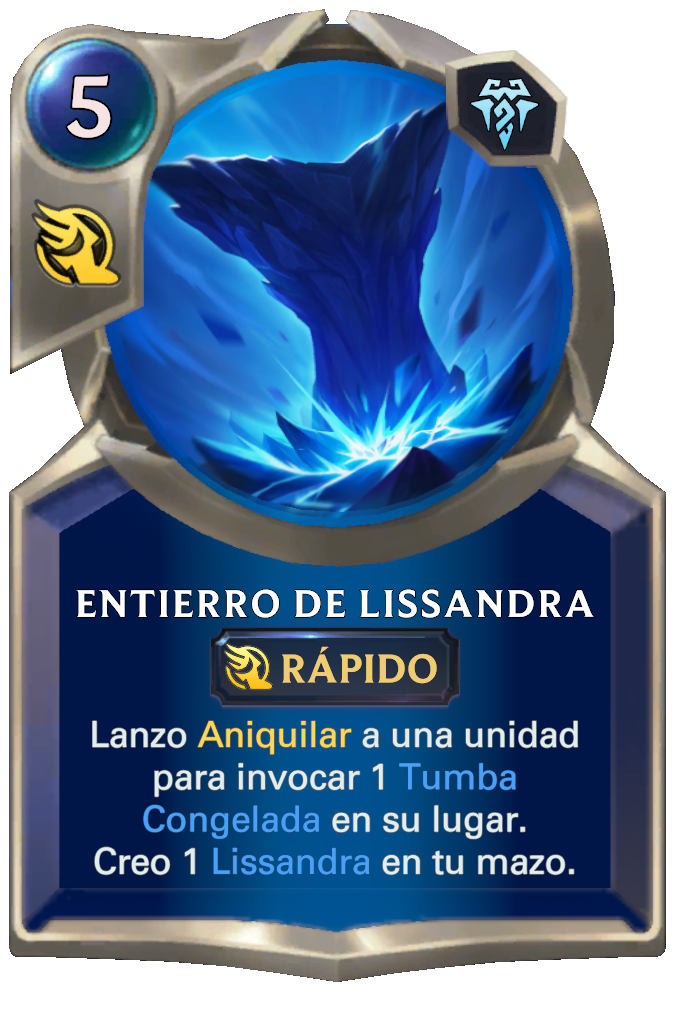 5
ENTIERRO DE LISSANDRA
RÁPIDO
Lanzo Aniquilar a una unidad
para invocar 1 Tumba
Congelada en su lugar.
Creo 1 Lissandra en tu mazo.